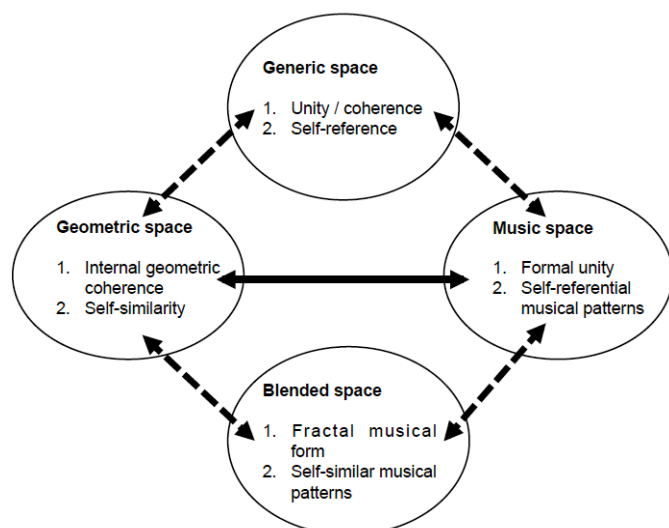 Generic space
1. Unity / coherence
2. Self-reference
Geometric space
1. Internal geometric
coherence
2. Self-similarity
Music space
1. Formal unity
2. Self-referential
musical patterns
Blended space
1. Fractal musical
form
2. Self-similar musical
patterns